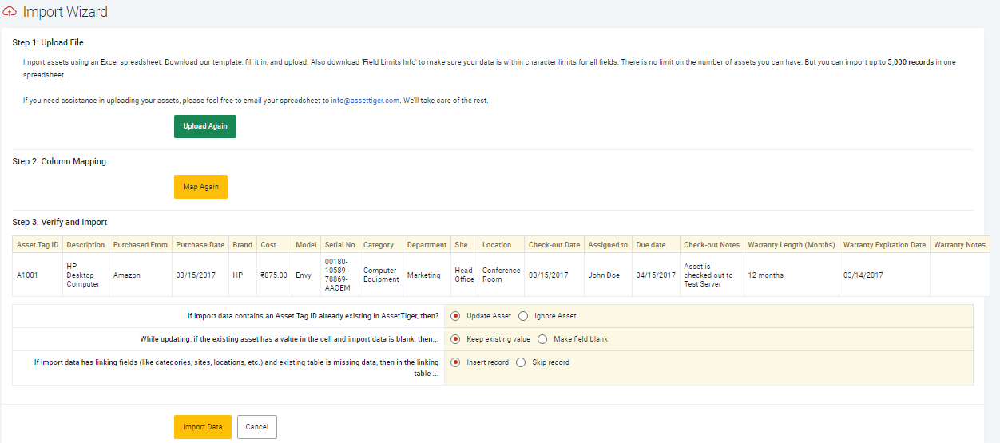 Import Wizard
Step 1: Upload File
Import assets using an Excel spreadsheet. Download our template, fill it in, and upload. Also download 'Field Limits Info' to make sure your data is within character limits for all fields. There is no limit on the number of assets you can have. But you can import up to 5,000 records in one
spreadsheet.
If you need assistance in uploading your assets, please feel free to email your spreadsheet to info@assettiger.com. We'll take care of the rest.
Upload Again
Step 2. Column Mapping
Map Again
Step 3. Verify and Import
Asset Tag ID Description Purchased From Purchase Date Brand Cost Model Serial No Category Department Site Location Check-out Date Assigned to Due date Check-out Notes Warranty Length (Months) Warranty Expiration Date Warranty Notes
A1001
HP
Desktop
Computer
Amazon
03/15/2017
HP
₹875.00
Envy
00180-
10589-
78869-
AAOEM
Computer
Equipment
Marketing
Head
Office
Conference
Room
03/15/2017
John Doe
04/15/2017
Asset is
checked out to
Test Server
12 months
03/14/2017
If import data contains an Asset Tag ID already existing in AssetTiger, then? Update Asset Ignore Asset
While updating, if the existing asset has a value in the cell and import data is blank, then... Keep existing value Make field blank
If import data has linking fields (like categories, sites, locations, etc.) and existing table is missing data, then in the linking
table ...
Insert record Skip record
Import Data Cancel